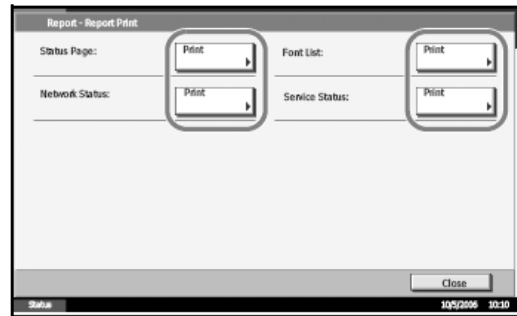 Report - Report Print
Status Page: Print Font List: Print
Network Status: Print Service Status: Print
Close
Status 10/5/2006 10:10